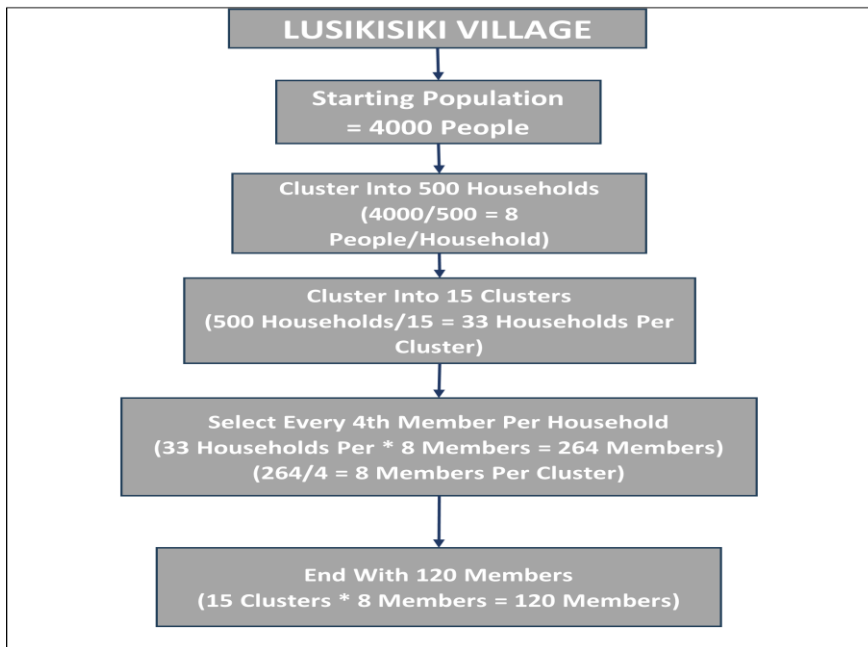 LUSIKISIKI VILLAGE
Starting Population
= 4000 People
Cluster Into 500 Households
(4000/500 = 8
People/Household)
Cluster Into 15 Clusters
(500 Households/15 = 33 Households Per
Cluster)
Select Every 4th Member Per Household
(33 Households Per * 8 Members = 264 Members)
(264/4 = 8 Members Per Cluster)
End With 120 Members
(15 Clusters * 8 Members = 120 Members)